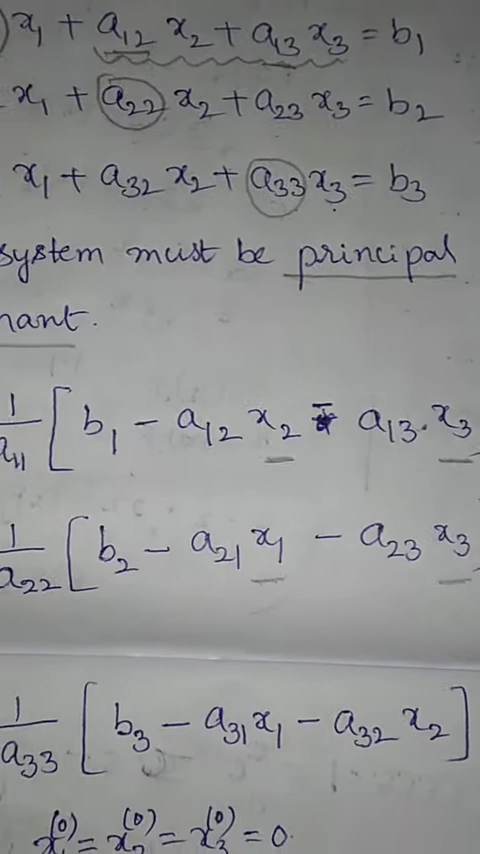 ) x₁ + a₁₂ x₂ + a₁₃ x₃ = b₁
x₁ + a₂₂ x₂ + a₂₃ x₃ = b₂
x₁ + a₃₂ x₂ + a₃₃ x₃ = b₃
system must be principal
nant.
1/a₁₁ [ b₁ - a₁₂ x₂ - a₁₃ . x₃
1/a₂₂ [ b₂ - a₂₁ x₁ - a₂₃ x₃
1/a₃₃ [ b₃ - a₃₁ x₁ - a₃₂ x₂ ]
x₁⁽⁰⁾ = x₂⁽⁰⁾ = x₃⁽⁰⁾ = 0.